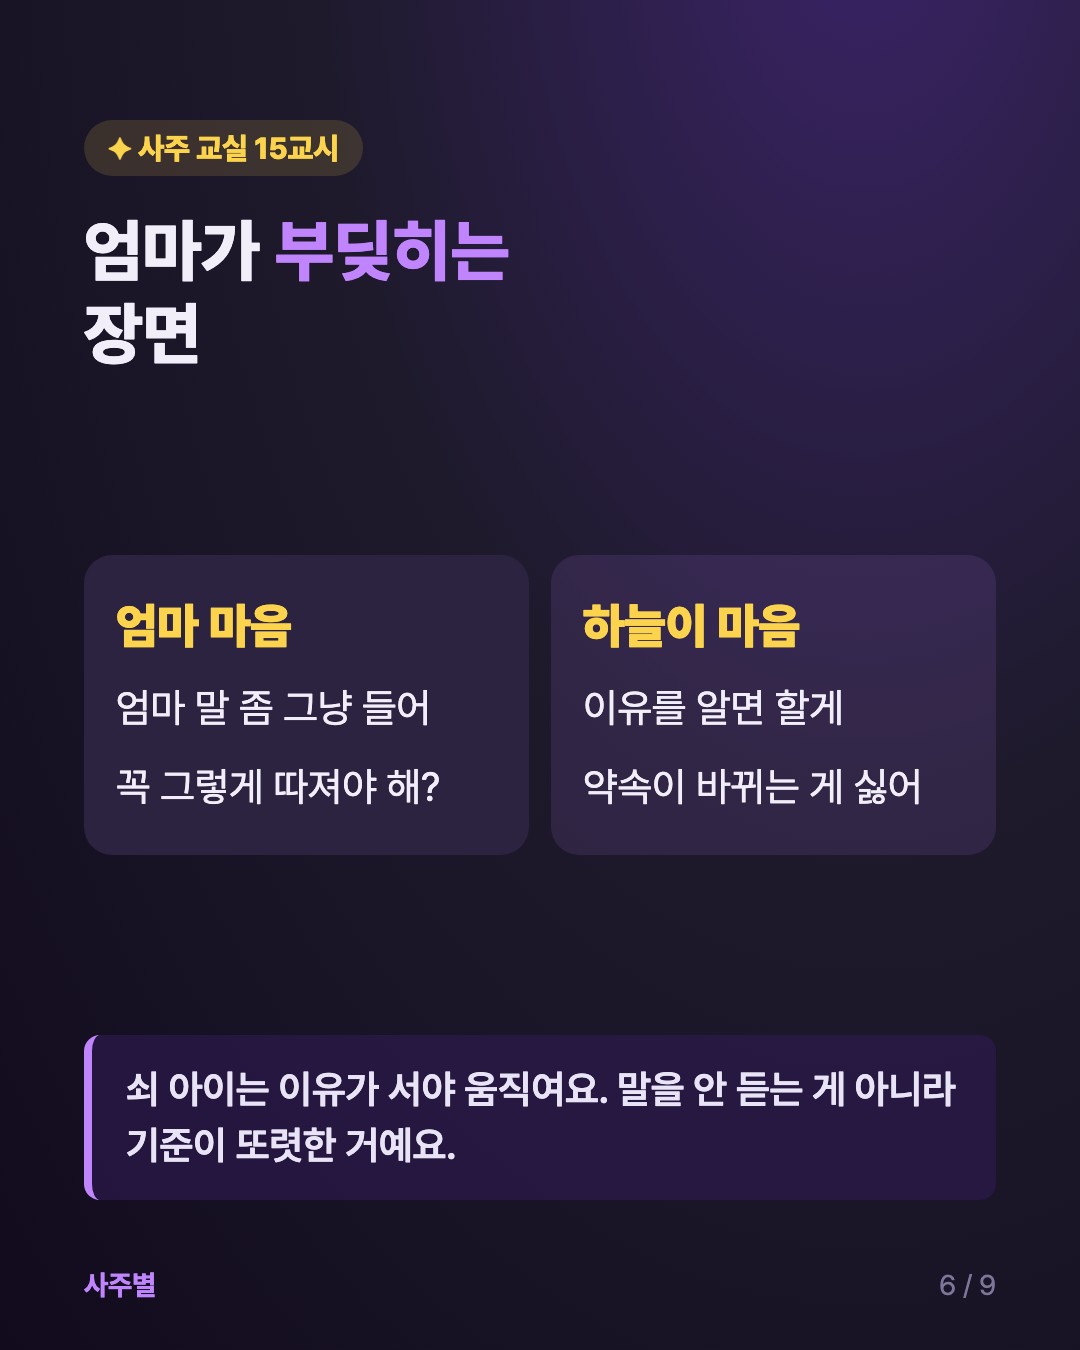 ✦ 사주 교실 15교시
엄마가 부딪히는
장면
엄마 마음
엄마 말 좀 그냥 들어
꼭 그렇게 따져야 해?
하늘이 마음
이유를 알면 할게
약속이 바뀌는 게 싫어
쇠 아이는 이유가 서야 움직여요. 말을 안 듣는 게 아니라
기준이 또렷한 거예요.
사주별
6 / 9